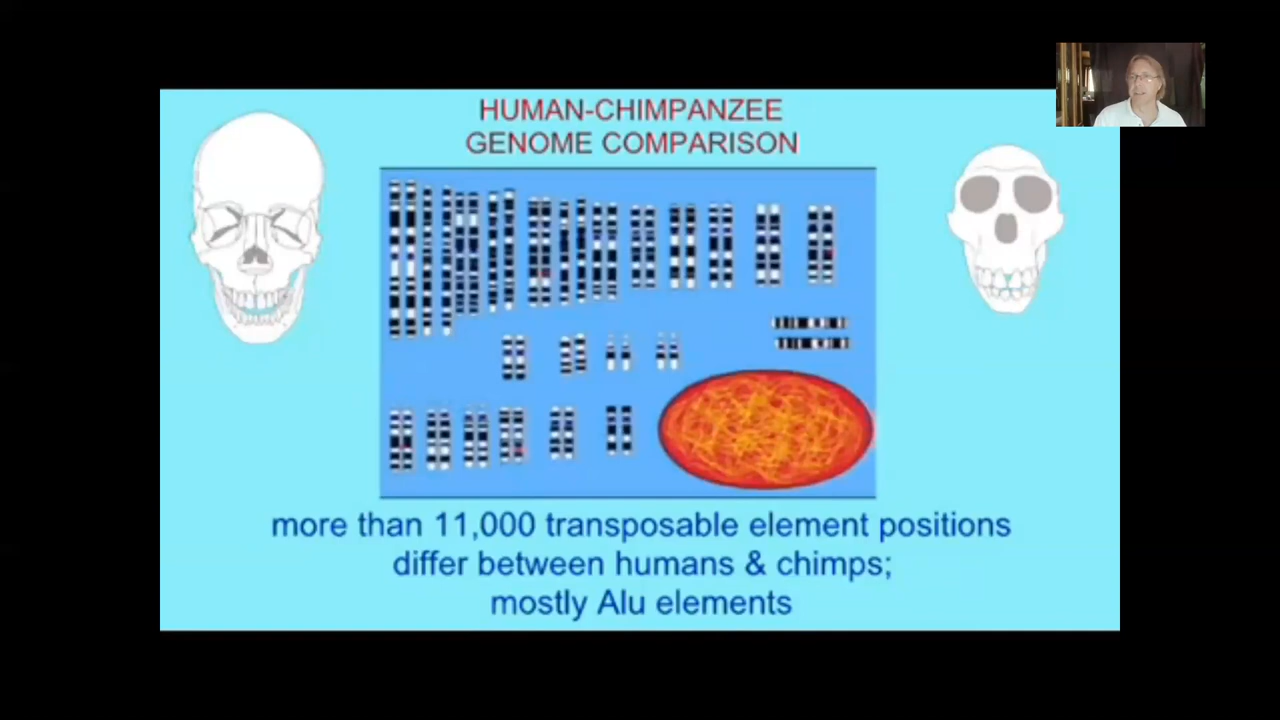 HUMAN-CHIMPANZEE
GENOME COMPARISON
more than 11,000 transposable element positions
differ between humans & chimps;
mostly Alu elements